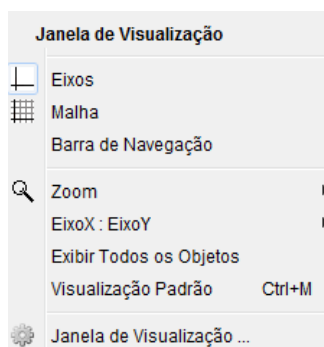 Janela de Visualização
Eixos
Malha
Barra de Navegação
Zoom
EixoX : EixoY
Exibir Todos os Objetos
Visualização Padrão Ctrl+M
Janela de Visualização ...